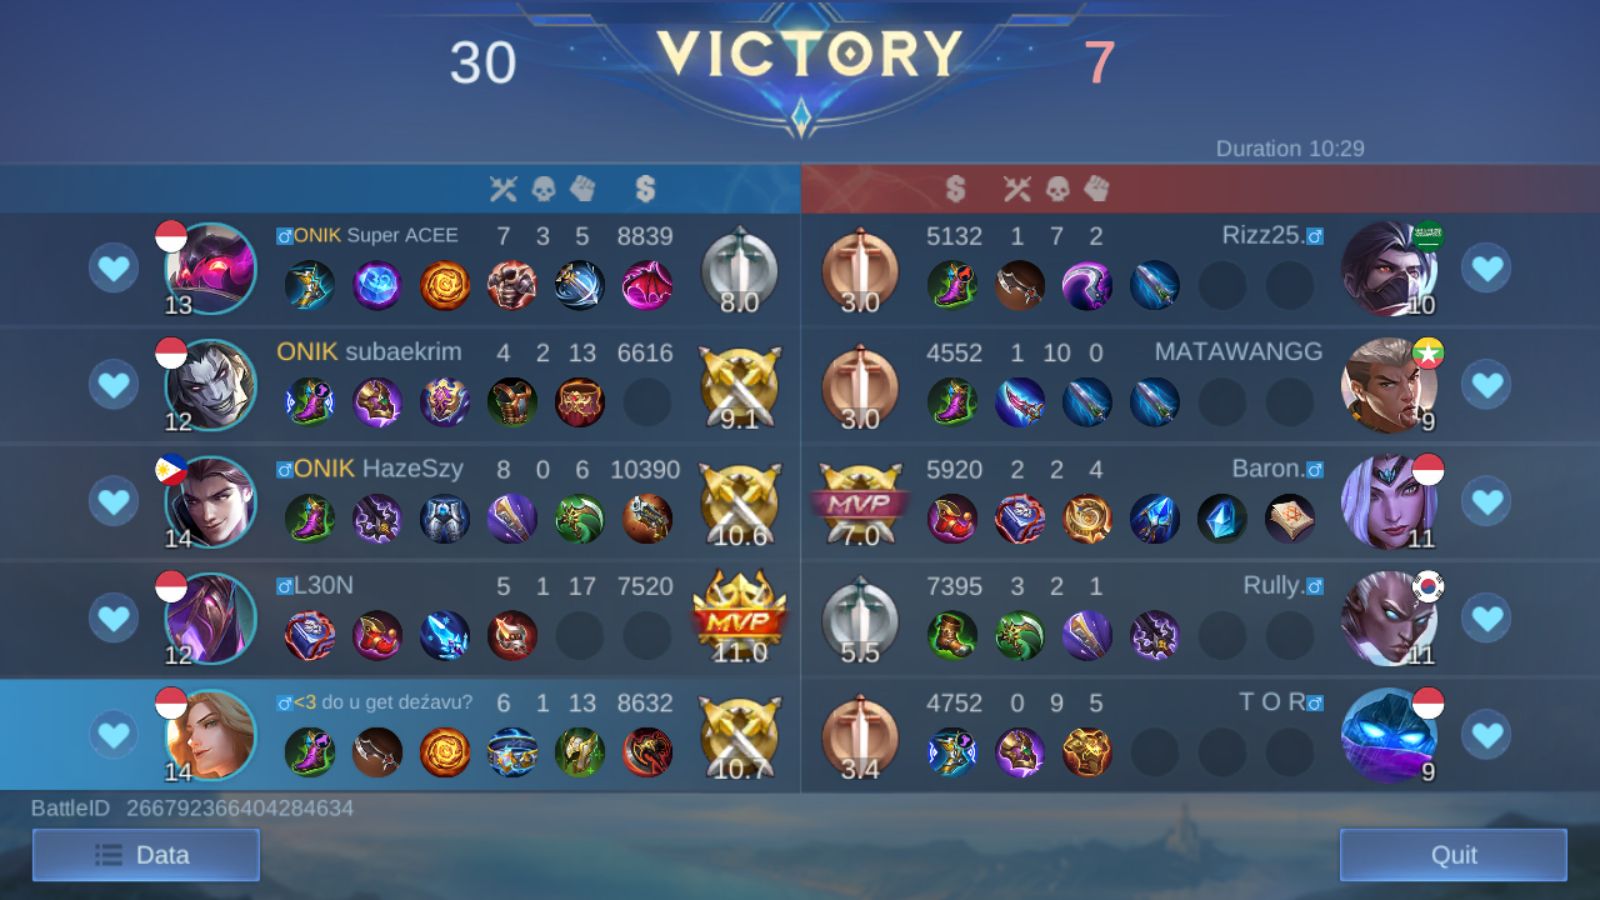 30 VICTORY 7
Duration 10:29
ONIK Super ACEE 7 3 5 8839
13 8.0
5132 1 7 2 Rizz25.
3.0 10
ONIK subaekrim 4 2 13 6616
12 9.1
4552 1 10 0 MATAWANGG
3.0 9
ONIK HazeSzy 8 0 6 10390
14 10.6
5920 2 2 4 Baron.
MVP
7.0 11
L30N 5 1 17 7520
MVP
12 11.0
7395 3 2 1 Rully.
5.5 11
<3 do u get deźavu? 6 1 13 8632
14 10.7
4752 0 9 5 T O R
3.4 9
BattleID 266792366404284634
Data
Quit